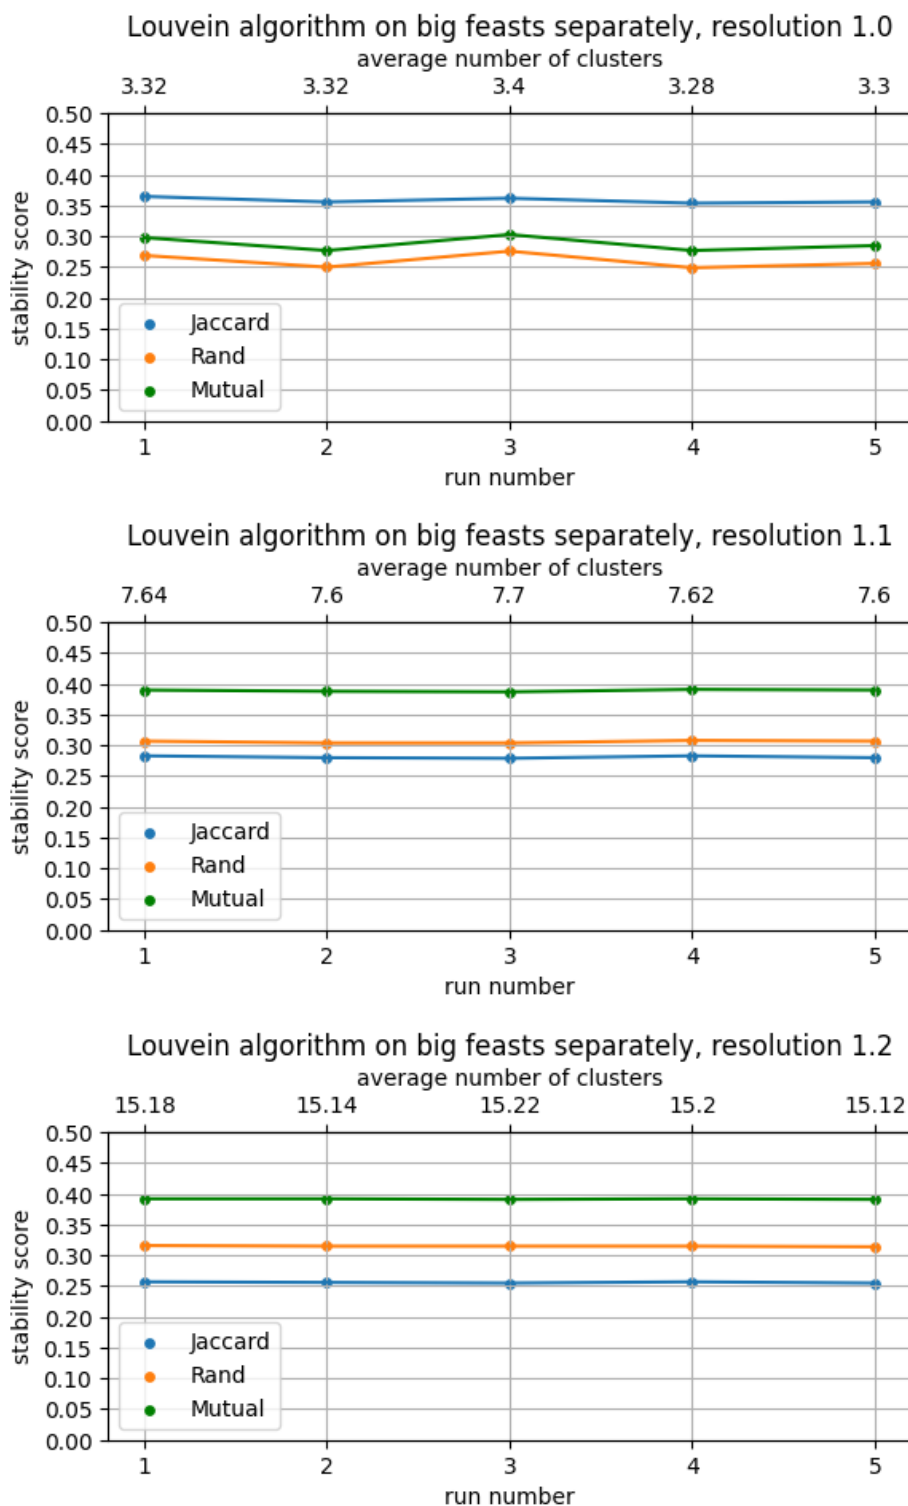 Louvein algorithm on big feasts separately, resolution 1.0
average number of clusters
3.32 3.32 3.4 3.28 3.3
0.50
0.45
0.40
0.35
0.30
0.25
0.20
0.15
0.10
0.05
0.00
stability score
Jaccard
Rand
Mutual
1 2 3 4 5
run number
Louvein algorithm on big feasts separately, resolution 1.1
average number of clusters
7.64 7.6 7.7 7.62 7.6
0.50
0.45
0.40
0.35
0.30
0.25
0.20
0.15
0.10
0.05
0.00
stability score
Jaccard
Rand
Mutual
1 2 3 4 5
run number
Louvein algorithm on big feasts separately, resolution 1.2
average number of clusters
15.18 15.14 15.22 15.2 15.12
0.50
0.45
0.40
0.35
0.30
0.25
0.20
0.15
0.10
0.05
0.00
stability score
Jaccard
Rand
Mutual
1 2 3 4 5
run number